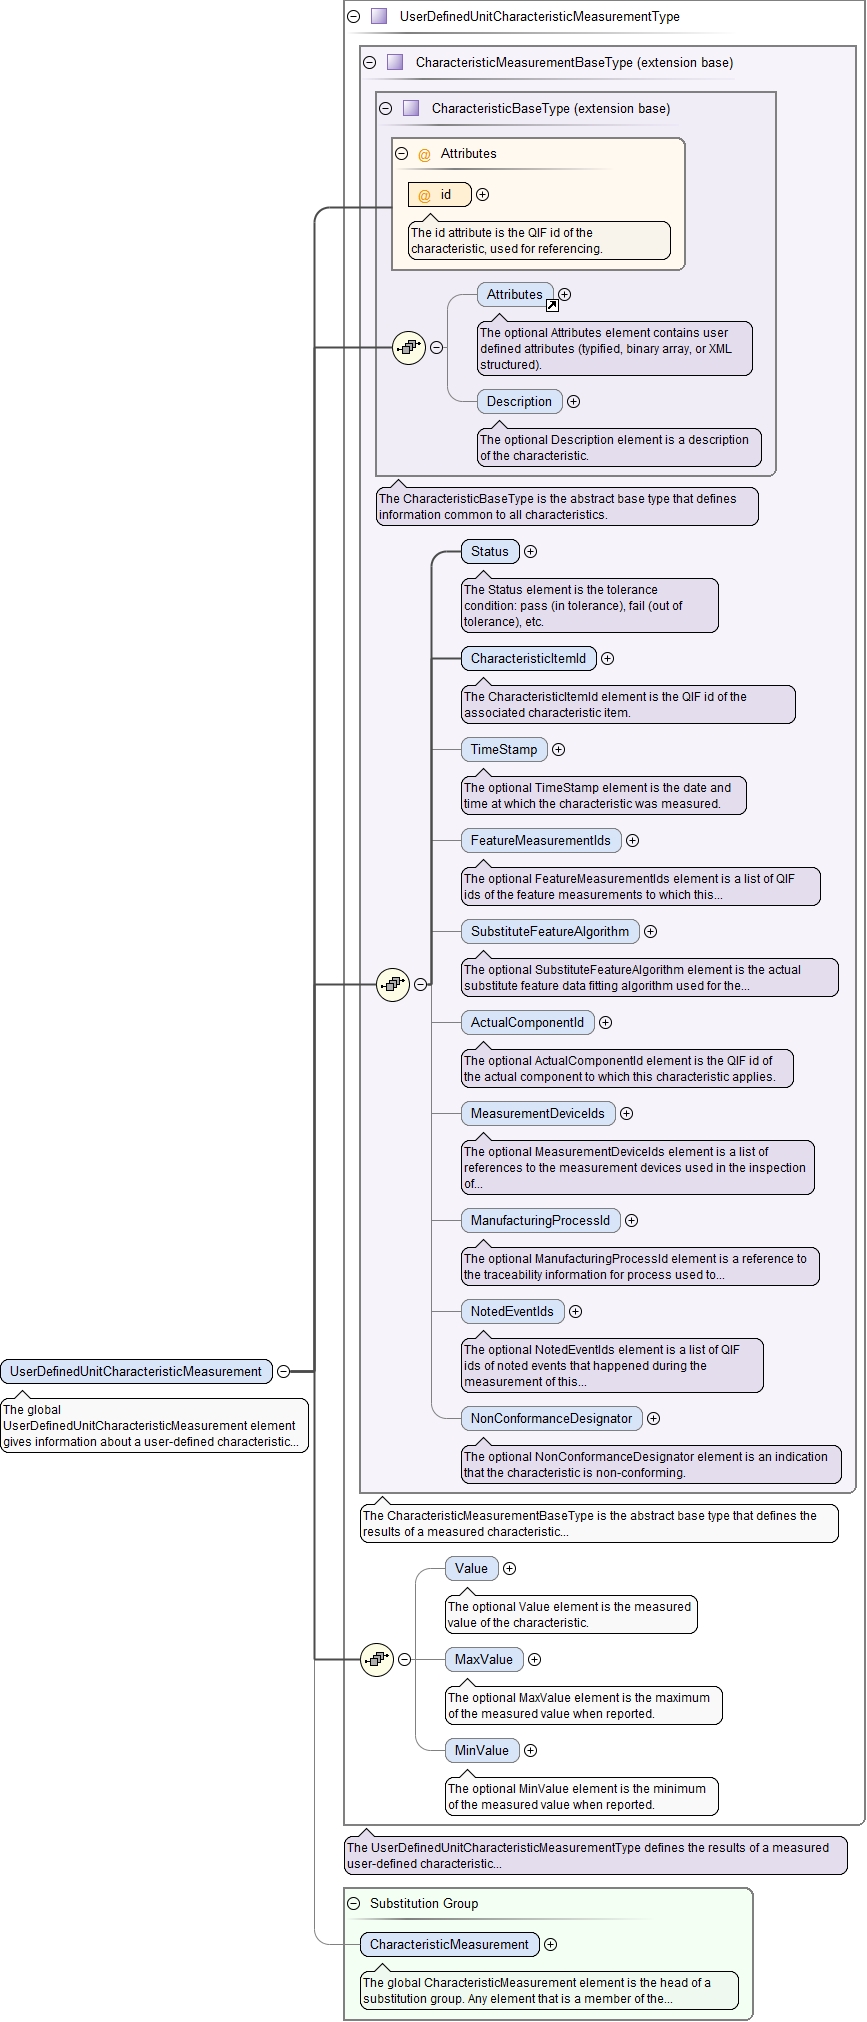 UserDefinedUnitCharacteristicMeasurementType
CharacteristicMeasurementBaseType (extension base)
CharacteristicBaseType (extension base)
@ Attributes
@ id
The id attribute is the QIF id of the
characteristic, used for referencing.
Attributes
The optional Attributes element contains user
defined attributes (typified, binary array, or XML
structured).
Description
The optional Description element is a description
of the characteristic.
The CharacteristicBaseType is the abstract base type that defines
information common to all characteristics.
Status
The Status element is the tolerance
condition: pass (in tolerance), fail (out of
tolerance), etc.
CharacteristicItemId
The CharacteristicItemId element is the QIF id of the
associated characteristic item.
TimeStamp
The optional TimeStamp element is the date and
time at which the characteristic was measured.
FeatureMeasurementIds
The optional FeatureMeasurementIds element is a list of QIF
ids of the feature measurements to which this...
SubstituteFeatureAlgorithm
The optional SubstituteFeatureAlgorithm element is the actual
substitute feature data fitting algorithm used for the...
ActualComponentId
The optional ActualComponentId element is the QIF id of
the actual component to which this characteristic applies.
MeasurementDeviceIds
The optional MeasurementDeviceIds element is a list of
references to the measurement devices used in the inspection
of...
ManufacturingProcessId
The optional ManufacturingProcessId element is a reference to
the traceability information for process used to...
NotedEventIds
The optional NotedEventIds element is a list of QIF
ids of noted events that happened during the
measurement of this...
UserDefinedUnitCharacteristicMeasurement
The global
UserDefinedUnitCharacteristicMeasurement element
gives information about a user-defined characteristic...
NonConformanceDesignator
The optional NonConformanceDesignator element is an indication
that the characteristic is non-conforming.
The CharacteristicMeasurementBaseType is the abstract base type that defines the
results of a measured characteristic...
Value
The optional Value element is the measured
value of the characteristic.
MaxValue
The optional MaxValue element is the maximum
of the measured value when reported.
MinValue
The optional MinValue element is the minimum
of the measured value when reported.
The UserDefinedUnitCharacteristicMeasurementType defines the results of a measured
user-defined characteristic...
Substitution Group
CharacteristicMeasurement
The global CharacteristicMeasurement element is the head of a
substitution group. Any element that is a member of the...